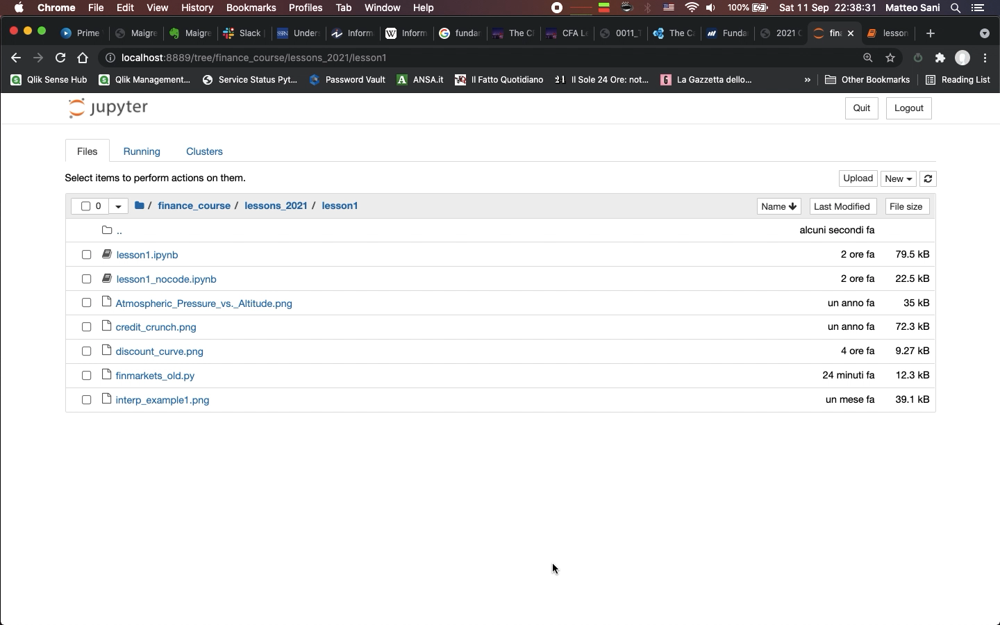 Chrome File Edit View History Bookmarks Profiles Tab Window Help 100% Sat 11 Sep 22:38:31 Matteo Sani
Prime Maigre Maigre Slack Under Inform Inform fundar The CF CFA Le 0011_T The Ca Funda 2021 C fin lesson
localhost:8889/tree/finance_course/lessons_2021/lesson1
Qlik Sense Hub Qlik Management... Service Status Pyt... Password Vault ANSA.it Il Fatto Quotidiano Il Sole 24 Ore: not... La Gazzetta dello... » Other Bookmarks Reading List
jupyter Quit Logout
Files Running Clusters
Select items to perform actions on them. Upload New
0 / finance_course / lessons_2021 / lesson1 Name Last Modified File size
.. alcuni secondi fa
lesson1.ipynb 2 ore fa 79.5 kB
lesson1_nocode.ipynb 2 ore fa 22.5 kB
Atmospheric_Pressure_vs._Altitude.png un anno fa 35 kB
credit_crunch.png un anno fa 72.3 kB
discount_curve.png 4 ore fa 9.27 kB
finmarkets_old.py 24 minuti fa 12.3 kB
interp_example1.png un mese fa 39.1 kB